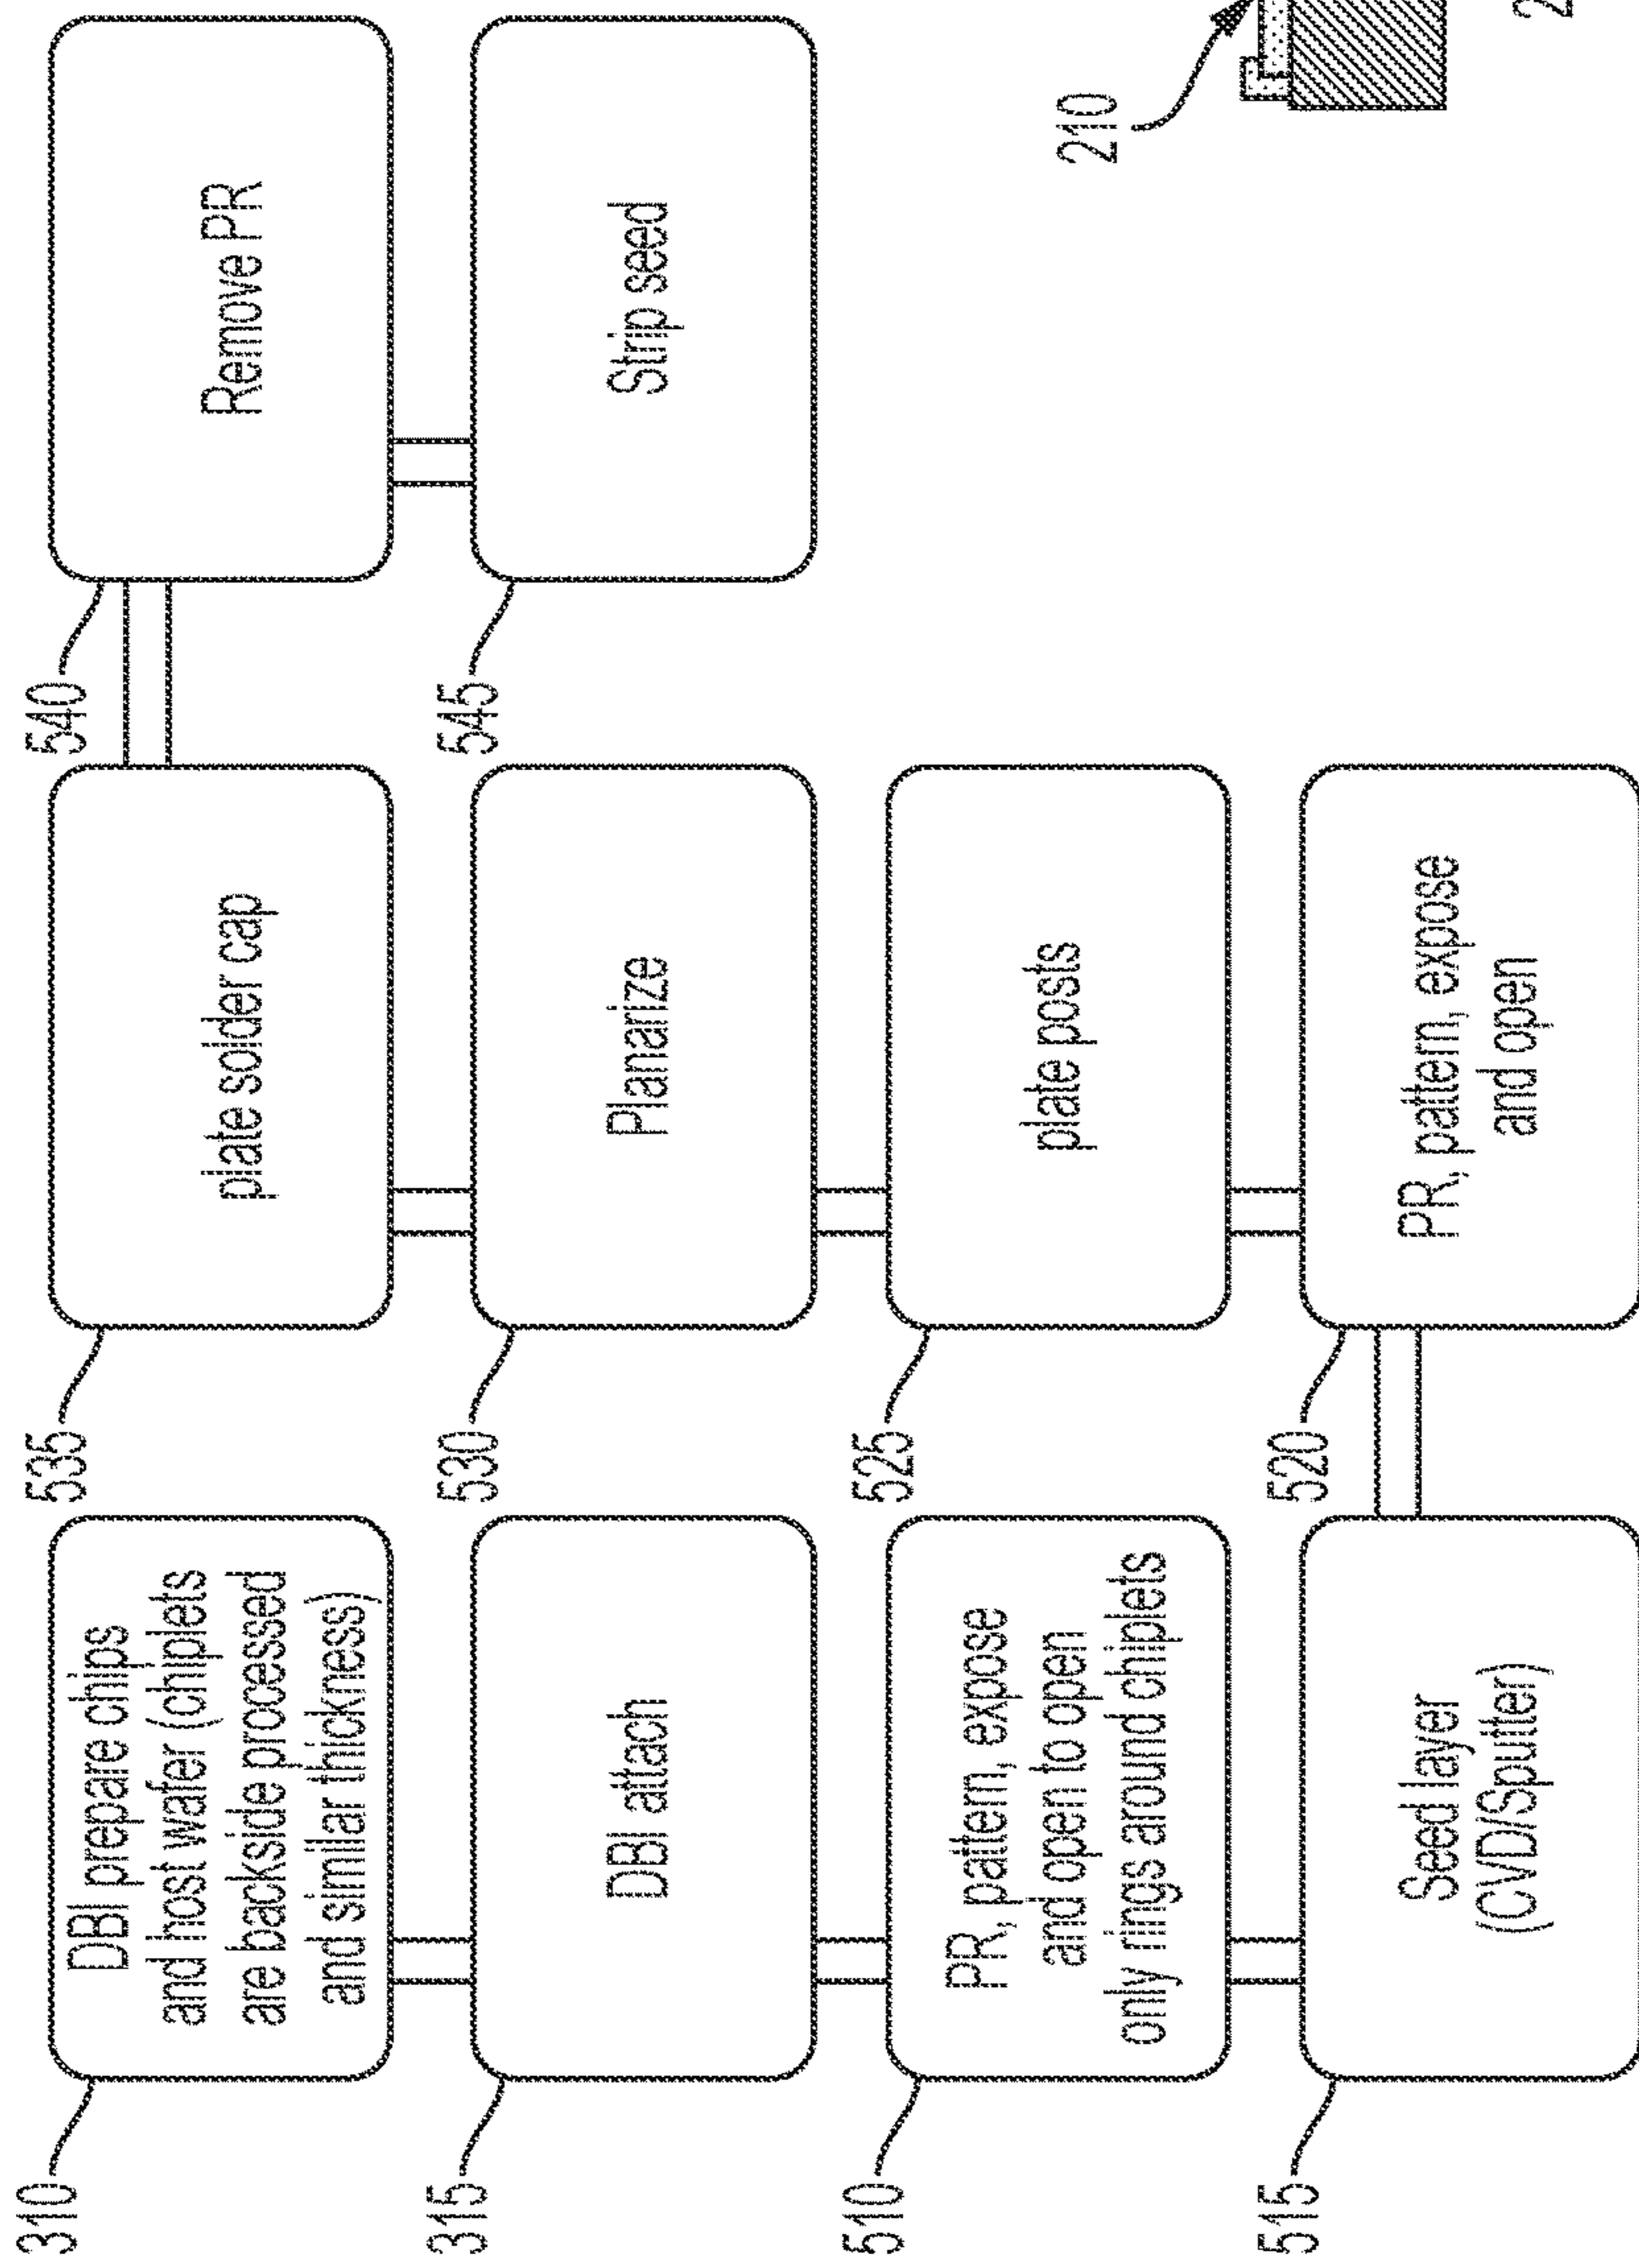 310
DBI prepare chips
and host wafer (chiplets
are backside processed
and similar thickness)
315
DBI attach
510
PR, pattern, expose
and open to open
only rings around chiplets
515
Seed layer
(CVD/Sputter)
520
PR, pattern, expose
and open
525
plate posts
530
Planarize
535
plate solder cap
540
Remove PR
545
Strip seed
210